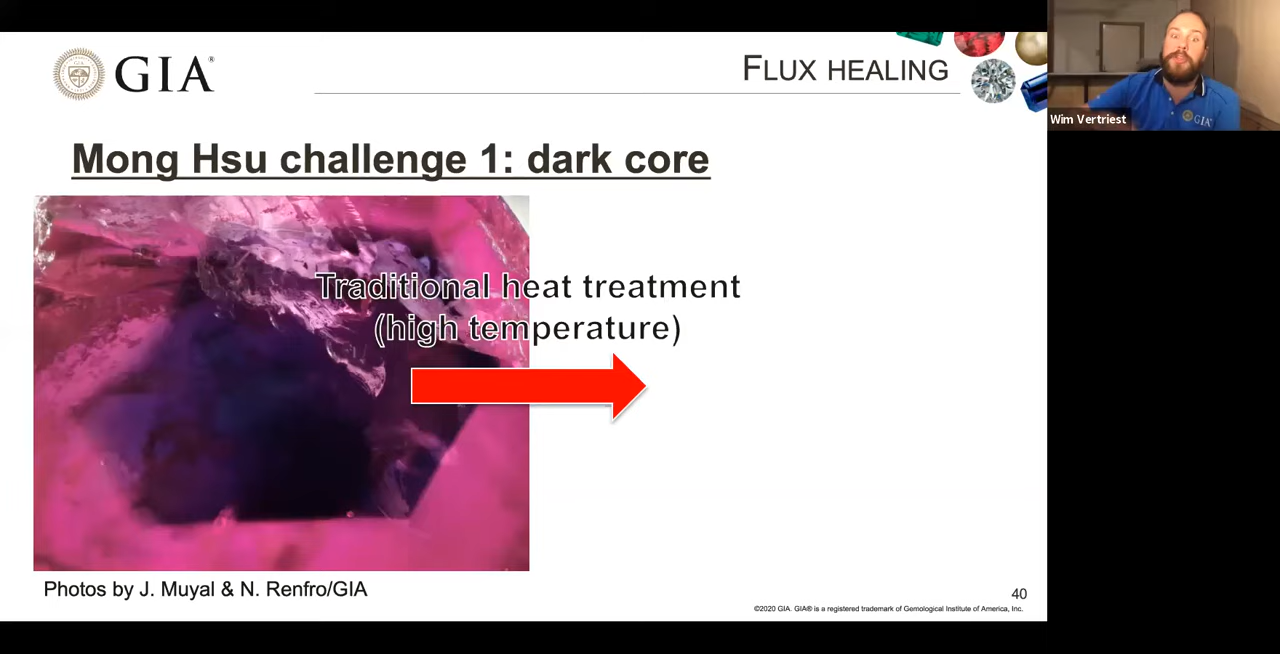 GIA®
FLUX HEALING
Wim Vertriest
GIA
Mong Hsu challenge 1: dark core
Traditional heat treatment
(high temperature)
Photos by J. Muyal & N. Renfro/GIA
40
©2020 GIA. GIA® is a registered trademark of Gemological Institute of America, Inc.